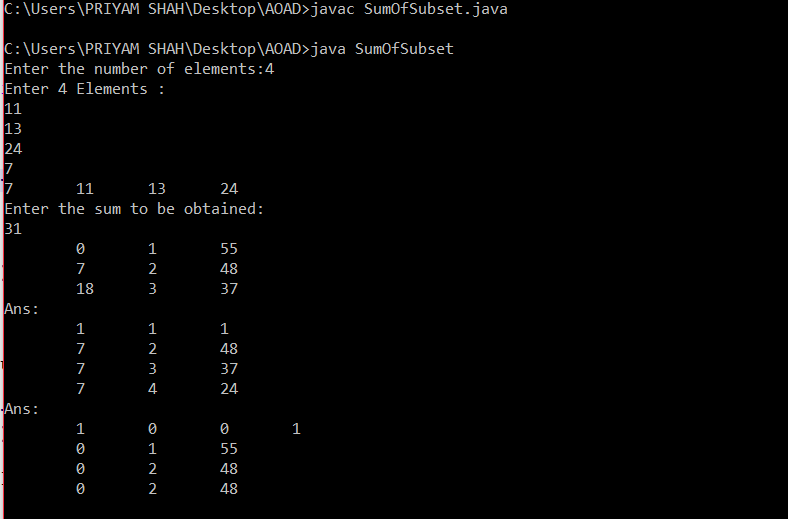 C:\Users\PRIYAM SHAH\Desktop\AOAD>javac SumOfSubset.java
C:\Users\PRIYAM SHAH\Desktop\AOAD>java SumOfSubset
Enter the number of elements:4
Enter 4 Elements :
11
13
24
7
7 11 13 24
Enter the sum to be obtained:
31
0 1 55
7 2 48
18 3 37
Ans:
1 1 1
7 2 48
7 3 37
7 4 24
Ans:
1 0 0 1
0 1 55
0 2 48
0 2 48